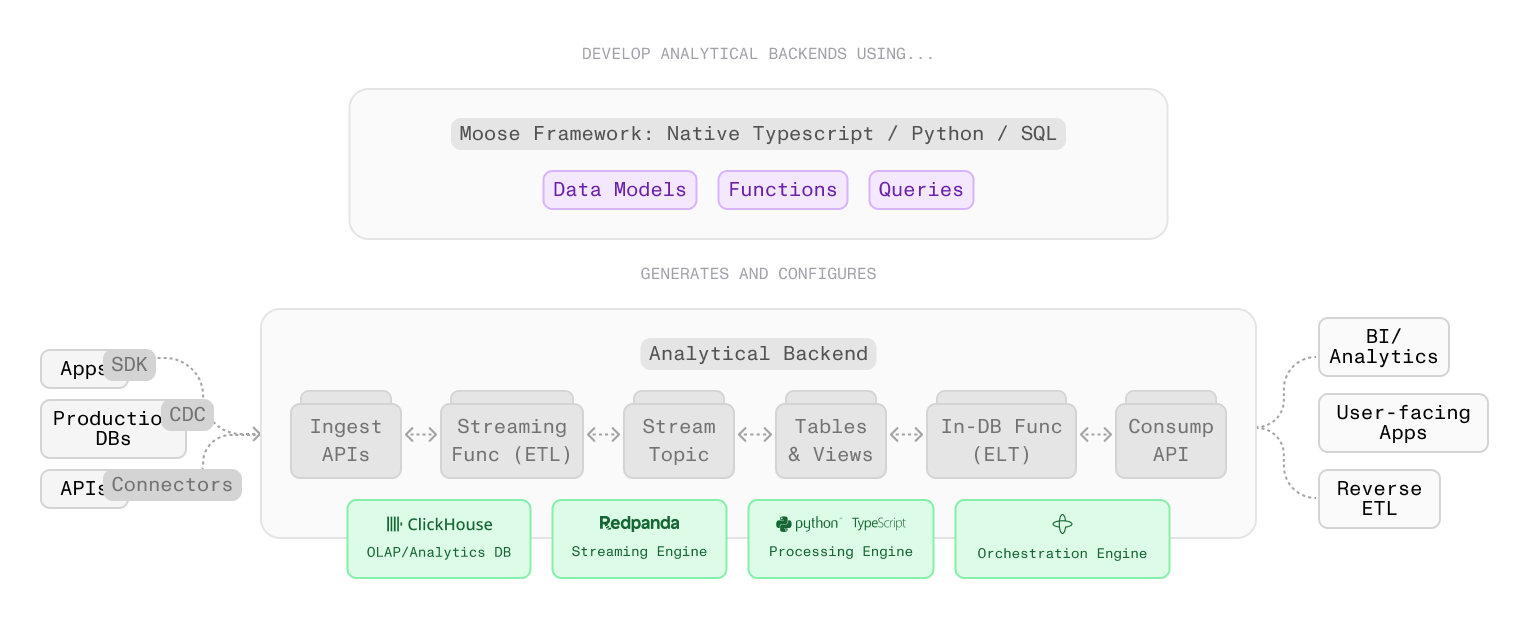 DEVELOP ANALYTICAL BACKENDS USING...
Moose Framework: Native Typescript / Python / SQL
Data Models
Functions
Queries
GENERATES AND CONFIGURES
Apps
SDK
Productio
DBs
CDC
APIs
Connectors
Analytical Backend
Ingest
APIs
Streaming
Func (ETL)
Stream
Topic
Tables
& Views
In-DB Func
(ELT)
Consump
API
ClickHouse
OLAP/Analytics DB
Redpanda
Streaming Engine
python TypeScript
Processing Engine
Orchestration Engine
BI/
Analytics
User-facing
Apps
Reverse
ETL